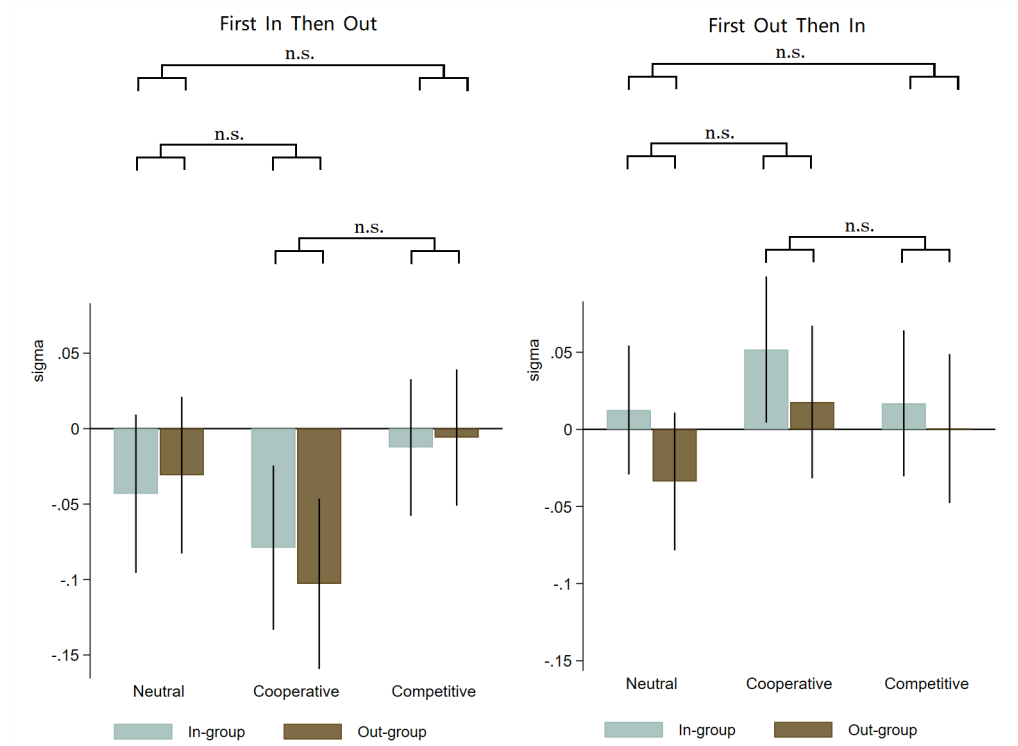 First In Then Out
n.s.
n.s.
n.s.
sigma
.05
0
-.05
-.1
-.15
Neutral Cooperative Competitive
In-group Out-group
First Out Then In
n.s.
n.s.
n.s.
sigma
.05
0
-.05
-.1
-.15
Neutral Cooperative Competitive
In-group Out-group